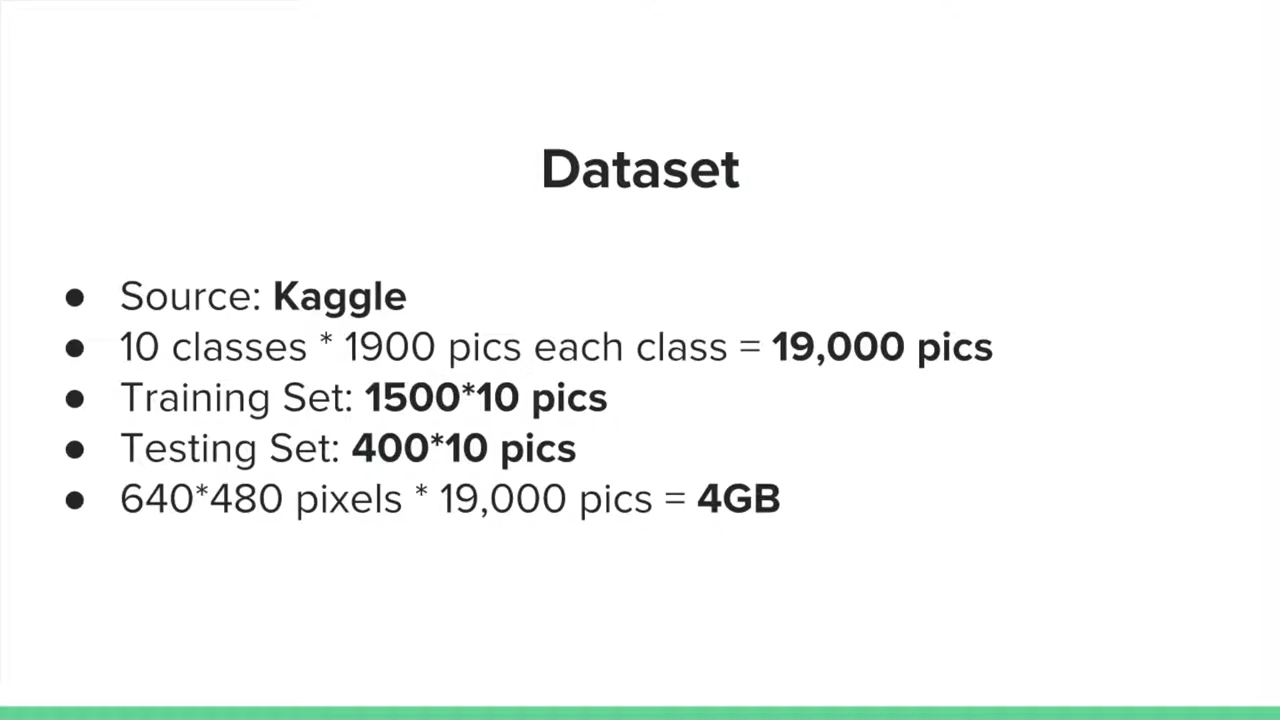 Dataset
● Source: Kaggle
● 10 classes * 1900 pics each class = 19,000 pics
● Training Set: 1500*10 pics
● Testing Set: 400*10 pics
● 640*480 pixels * 19,000 pics = 4GB